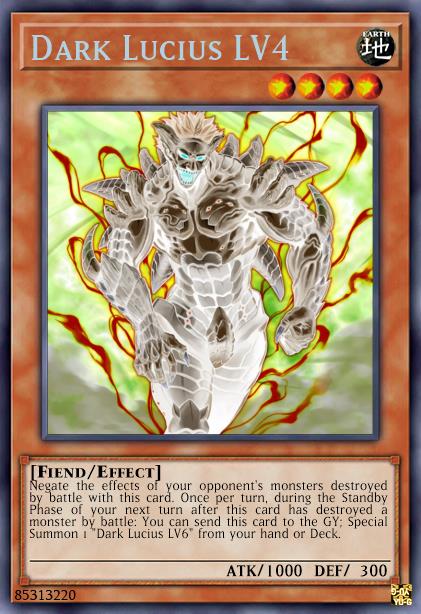 DARK LUCIUS LV4
EARTH
地
[FIEND/EFFECT]
Negate the effects of your opponent's monsters destroyed
by battle with this card. Once per turn, during the Standby
Phase of your next turn after this card has destroyed a
monster by battle: You can send this card to the GY; Special
Summon 1 "Dark Lucius LV6" from your hand or Deck.
ATK/1000 DEF/ 300
85313220